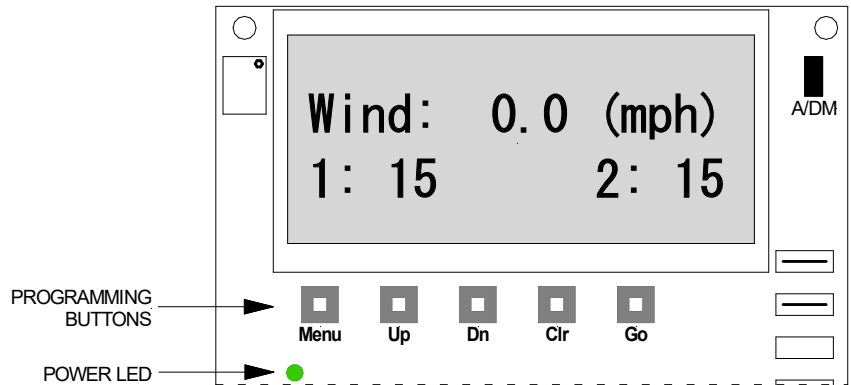 Wind: 0.0 (mph)
1: 15 2: 15
A/DM
PROGRAMMING
BUTTONS
Menu Up Dn Clr Go
POWER LED